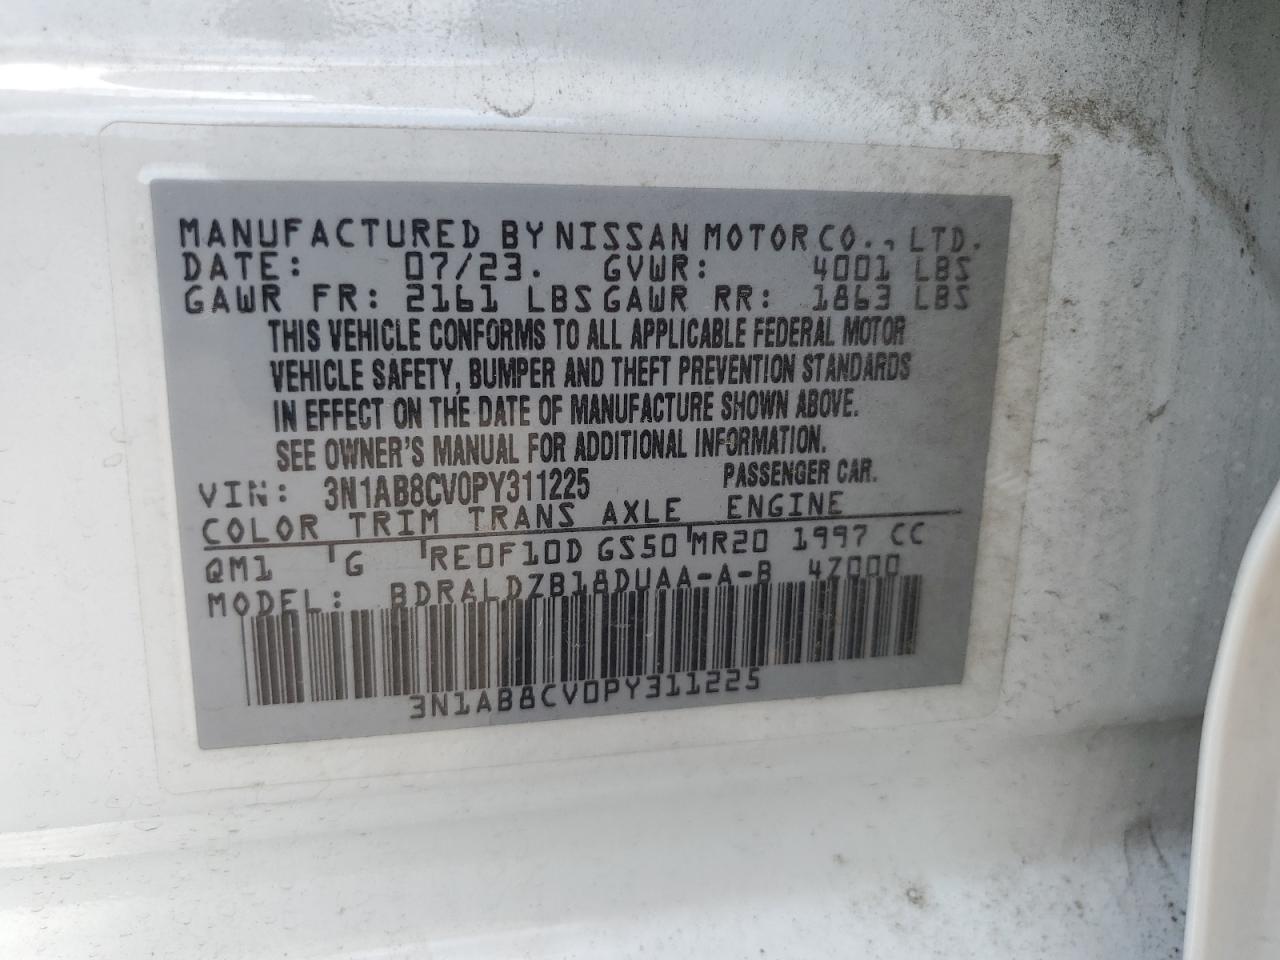 MANUFACTURED BY NISSAN MOTOR CO., LTD.
DATE: 07/23. GVWR: 4001 LBS
GAWR FR: 2161 LBS GAWR RR: 1863 LBS
THIS VEHICLE CONFORMS TO ALL APPLICABLE FEDERAL MOTOR
VEHICLE SAFETY, BUMPER AND THEFT PREVENTION STANDARDS
IN EFFECT ON THE DATE OF MANUFACTURE SHOWN ABOVE.
SEE OWNER'S MANUAL FOR ADDITIONAL INFORMATION.
VIN: 3N1AB8CV0PY311225 PASSENGER CAR.
COLOR TRIM TRANS AXLE ENGINE
QM1 G RE0F10D GS50 MR20 1997 CC
MODEL: BDRALDZB18DUAA-A-B 4Z000
3N1AB8CV0PY311225